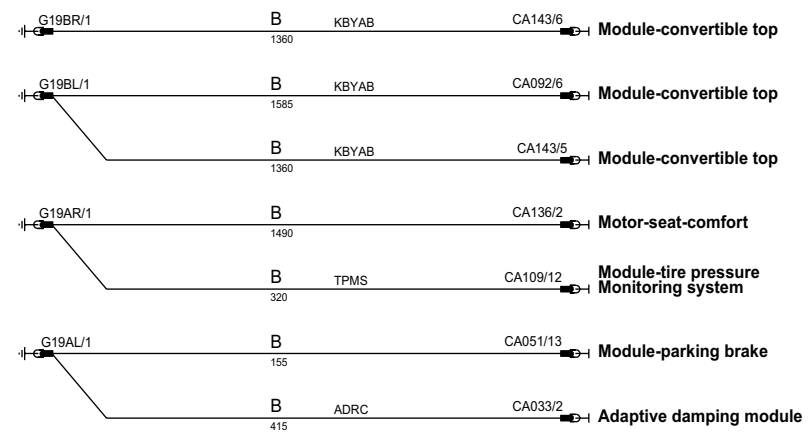 G19BR/1 B KBYAB CA143/6 Module-convertible top
1360
G19BL/1 B KBYAB CA092/6 Module-convertible top
1585
B KBYAB CA143/5 Module-convertible top
1360
G19AR/1 B CA136/2 Motor-seat-comfort
1490
B TPMS CA109/12 Module-tire pressure
Monitoring system
320
G19AL/1 B CA051/13 Module-parking brake
155
B ADRC CA033/2 Adaptive damping module
415